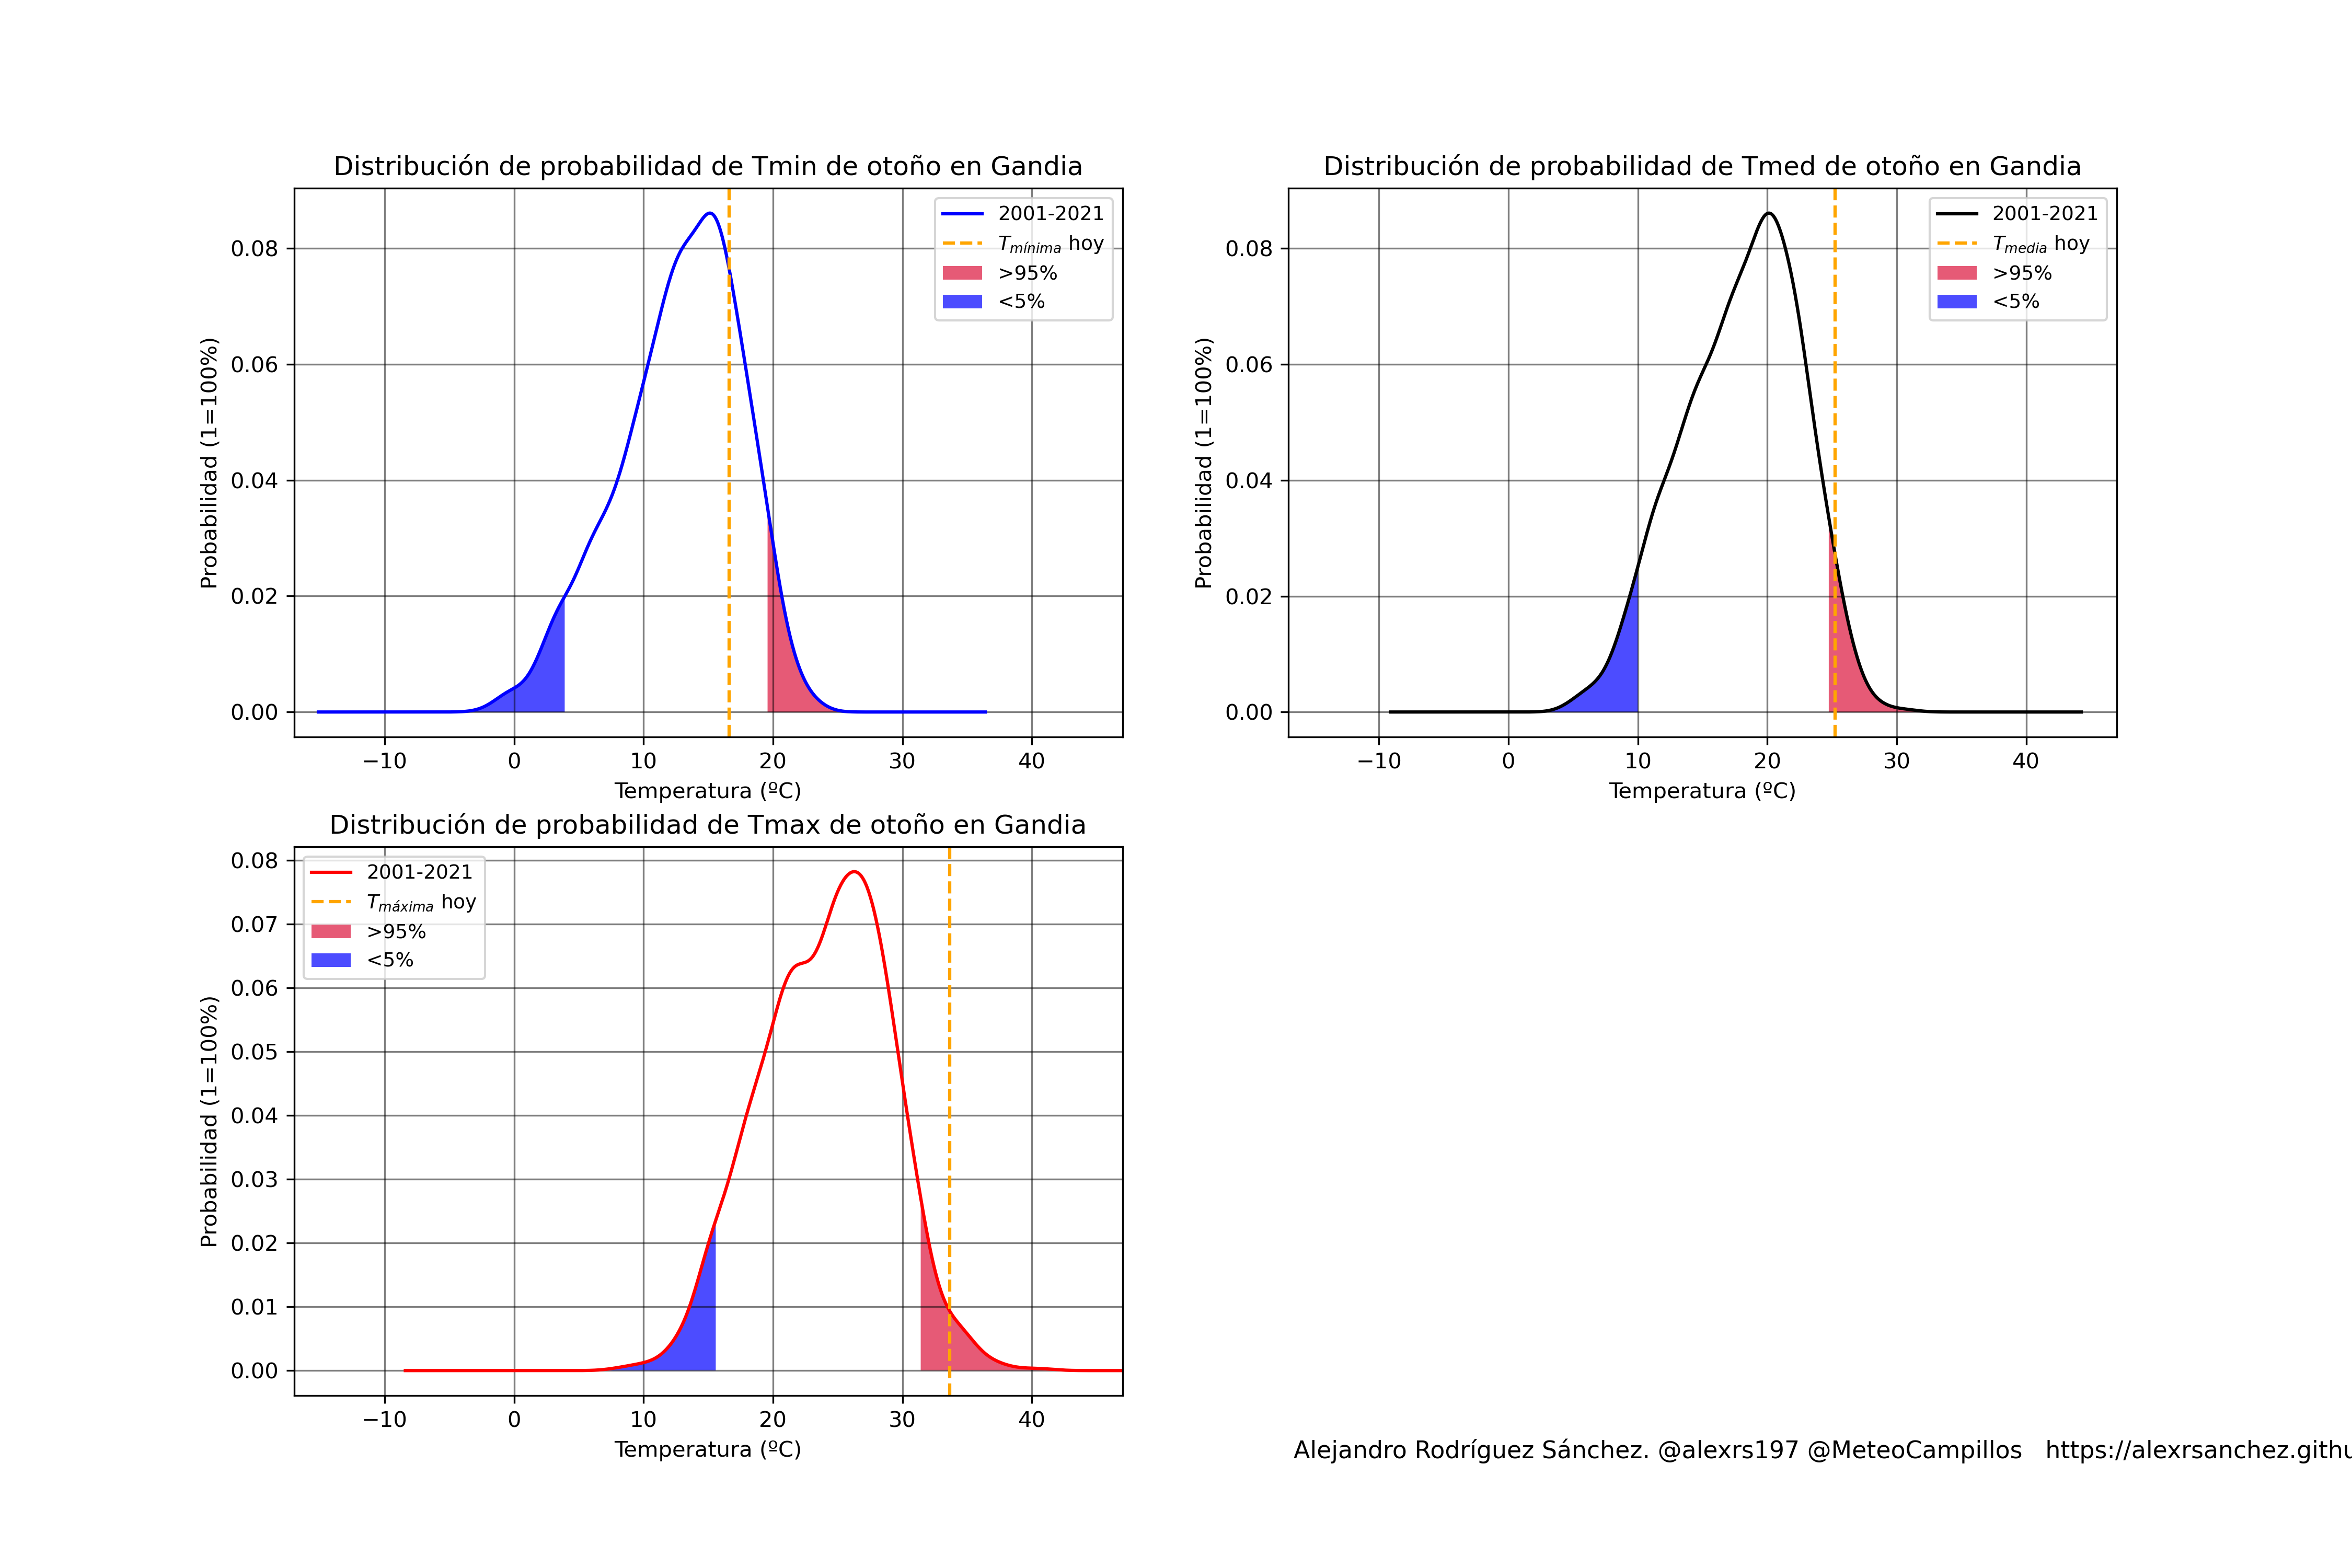 Distribución de probabilidad de Tmin de otoño en Gandia
Probabilidad (1=100%)
0.08
0.06
0.04
0.02
0.00
2001-2021
Tmínima hoy
>95%
<5%
−10 0 10 20 30 40
Temperatura (ºC)
Distribución de probabilidad de Tmed de otoño en Gandia
Probabilidad (1=100%)
0.08
0.06
0.04
0.02
0.00
2001-2021
Tmedia hoy
>95%
<5%
−10 0 10 20 30 40
Temperatura (ºC)
Distribución de probabilidad de Tmax de otoño en Gandia
Probabilidad (1=100%)
0.08
0.07
0.06
0.05
0.04
0.03
0.02
0.01
0.00
2001-2021
Tmáxima hoy
>95%
<5%
−10 0 10 20 30 40
Temperatura (ºC)
Alejandro Rodríguez Sánchez. @alexrs197 @MeteoCampillos https://alexrsanchez.githu